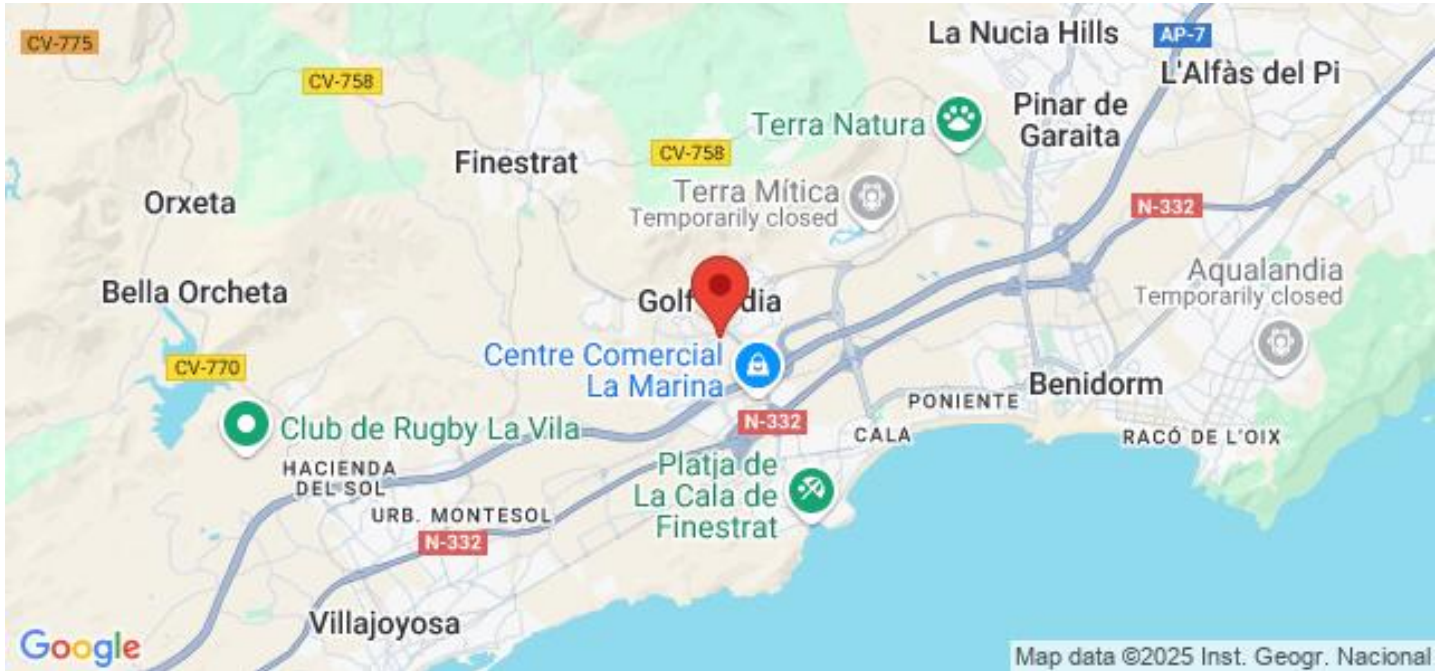 La Nucia Hills
AP-7
CV-775
L'Alfàs del Pi
CV-758
Pinar de
Garaita
Terra Natura
Finestrat
CV-758
Terra Mítica
Temporarily closed
Orxeta
N-332
Aqualandia
Temporarily closed
Bella Orcheta
Golf
dia
Centre Comercial
La Marina
CV-770
Benidorm
PONIENTE
N-332
Club de Rugby La Vila
CALA
RACÓ DE L'OIX
HACIENDA
DEL SOL
Platja de
La Cala de
Finestrat
URB. MONTESOL
N-332
Villajoyosa
Google
Map data ©2025 Inst. Geogr. Nacional